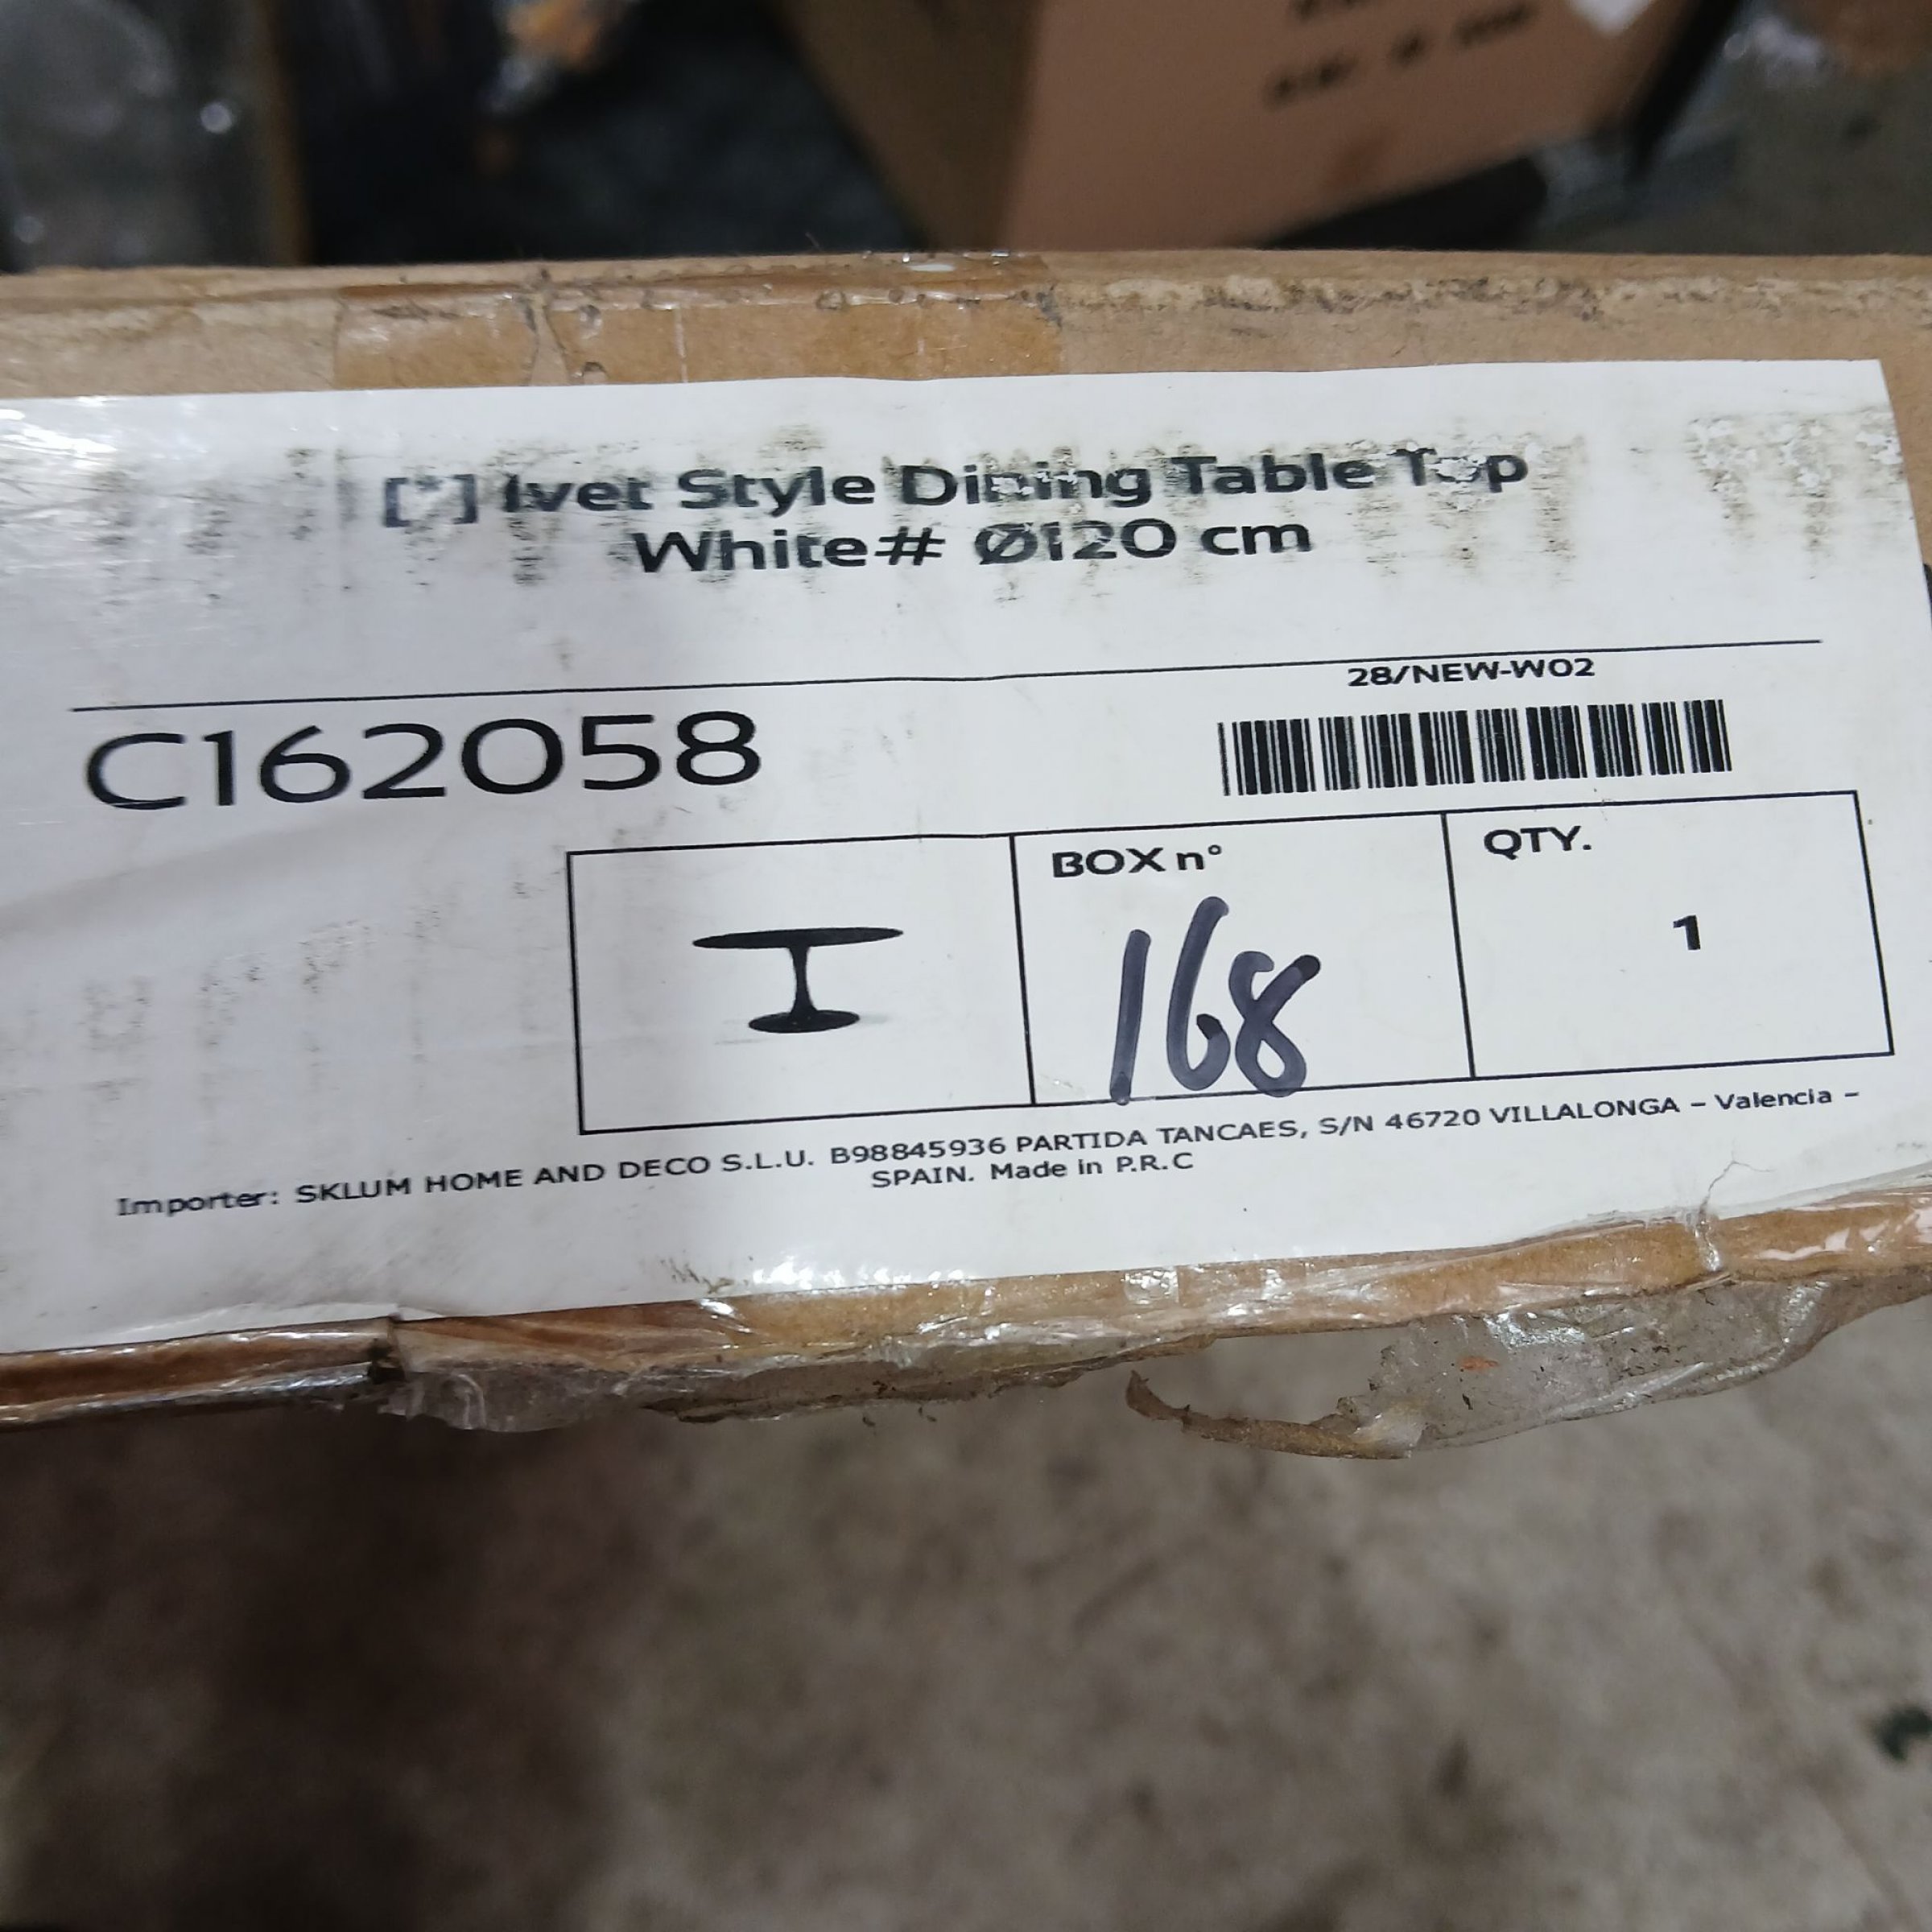 [*] Ivet Style Dining Table Top
White# Ø120 cm
28/NEW-W02
C162058
BOX n°
QTY.
168
1
Importer: SKLUM HOME AND DECO S.L.U. B98845936 PARTIDA TANCAES, S/N 46720 VILLALONGA – Valencia –
SPAIN. Made in P.R.C